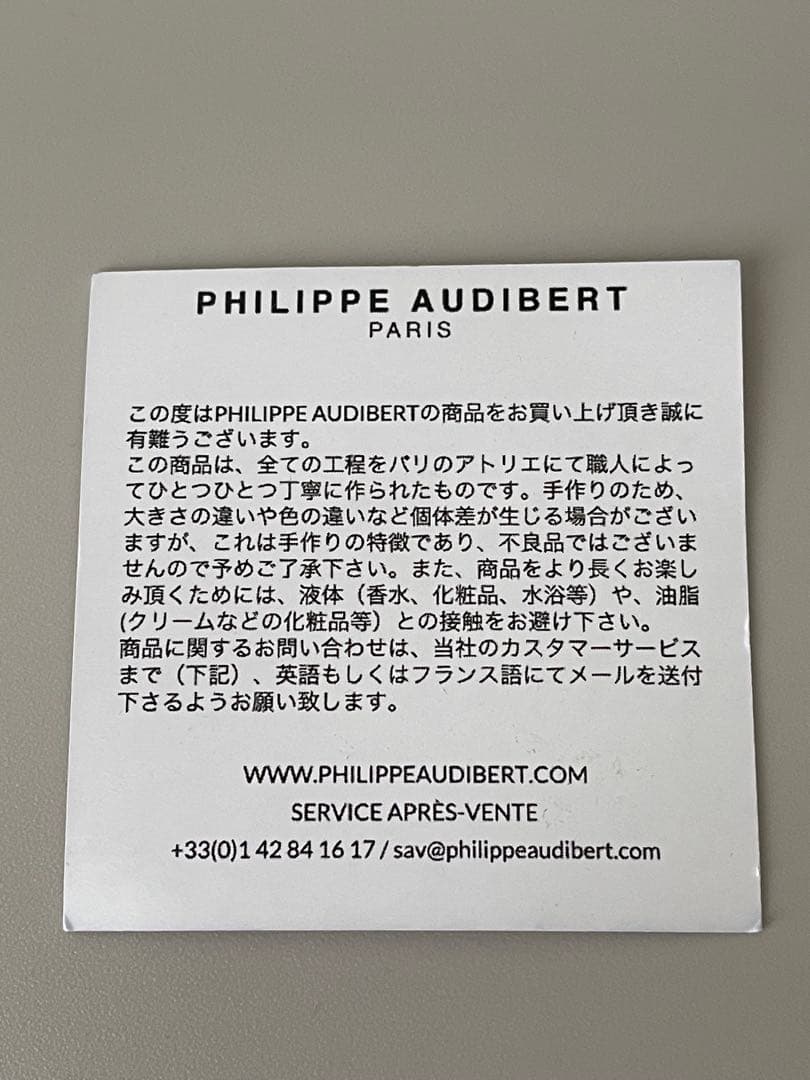 PHILIPPE AUDIBERT
PARIS
この度はPHILIPPE AUDIBERTの商品をお買い上げ頂き誠に
有難うございます。
この商品は、全ての工程をパリのアトリエにて職人によっ
てひとつひとつ丁寧に作られたものです。手作りのため、
大きさの違いや色の違いなど個体差が生じる場合がござい
ますが、これは手作りの特徴であり、不良品ではございま
せんので予めご了承下さい。また、商品をより長くお楽し
み頂くためには、液体（香水、化粧品、水浴等）や、油脂
(クリームなどの化粧品等）との接触をお避け下さい。
商品に関するお問い合わせは、当社のカスタマーサービス
まで（下記）、英語もしくはフランス語にてメールを送付
下さるようお願い致します。
WWW.PHILIPPEAUDIBERT.COM
SERVICE APRÈS-VENTE
+33(0)1 42 84 16 17 / sav@philippeaudibert.com